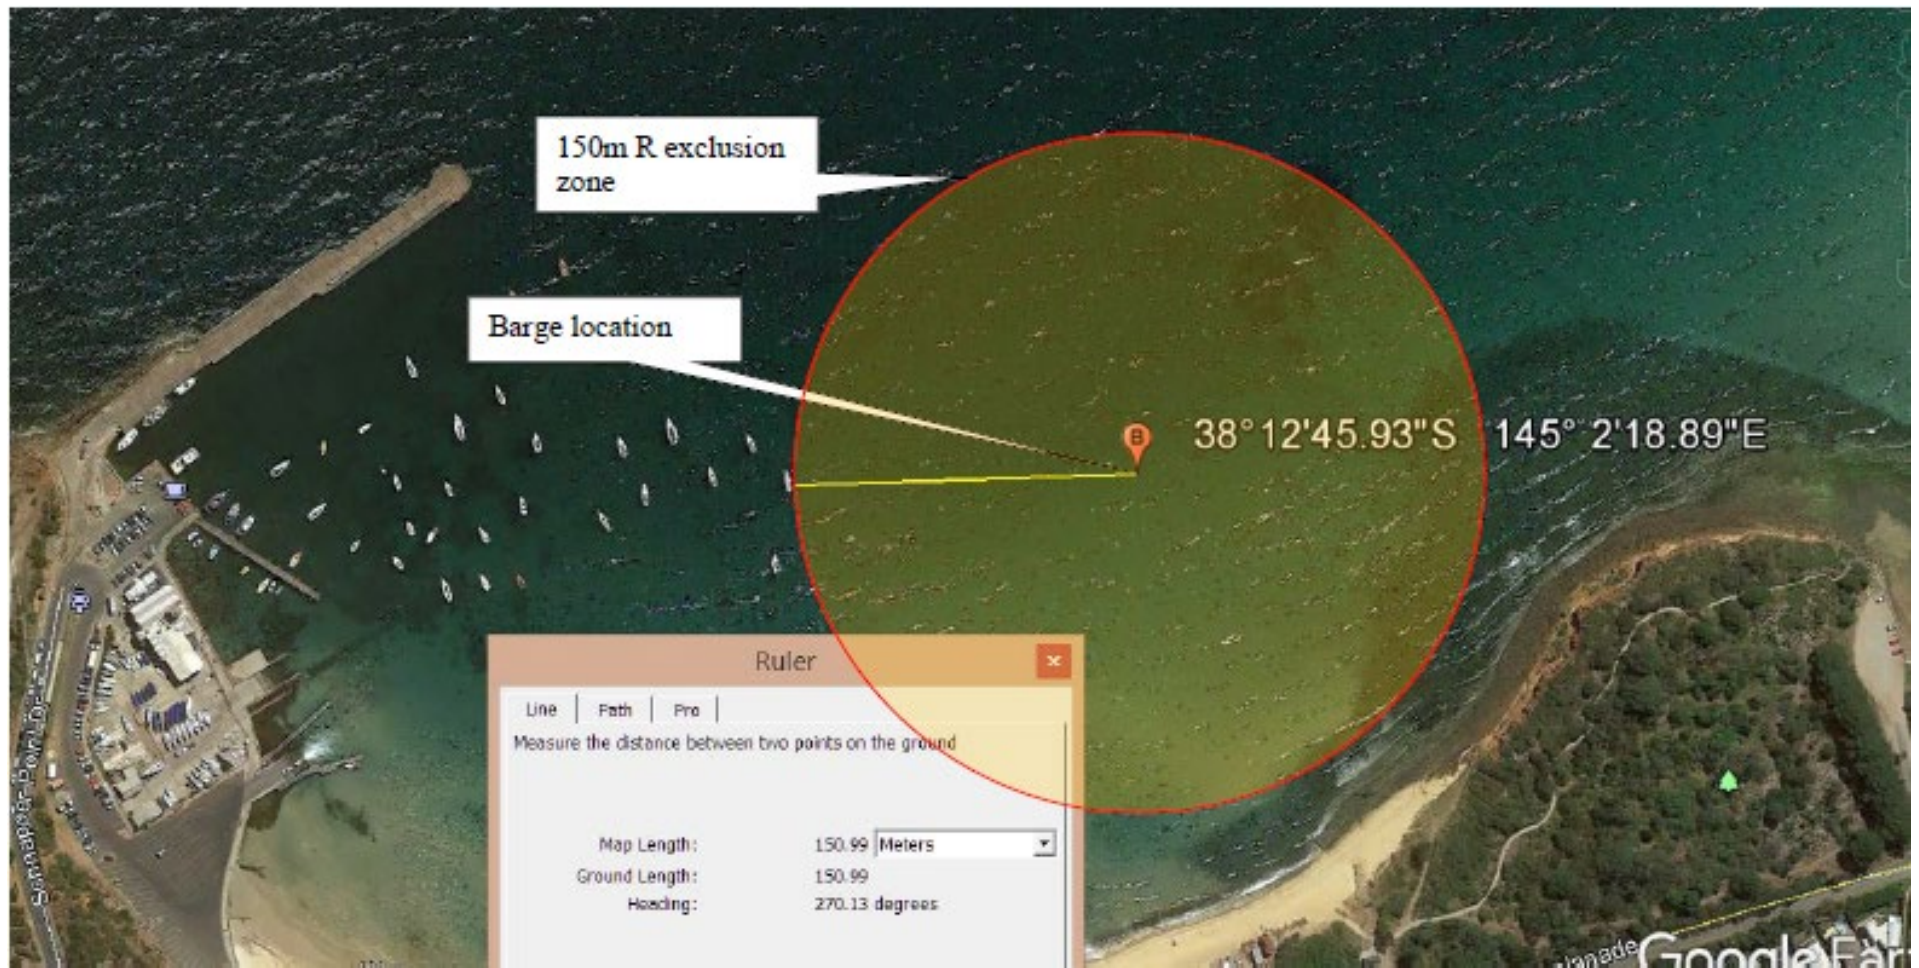 150m R exclusion
zone
Barge location
B
38°12'45.93"S 145° 2'18.89"E
Ruler
Line Path Pro
Measure the distance between two points on the ground
Map Length: 150.99 Meters
Ground Length: 150.99
Heading: 270.13 degrees
Google Ear